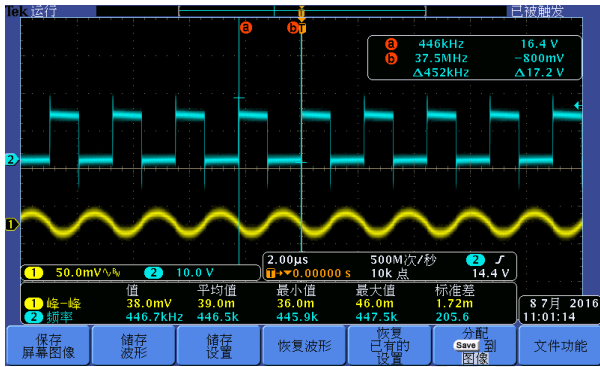 Tek 运行 已被触发
a b T
a 446kHz 16.4 V
b 37.5MHz −800mV
Δ452kHz Δ17.2 V
2
1
1 50.0mV 2 10.0 V
2.00μs 500M次/秒 2
T→▼0.00000 s 10k 点 14.4 V
值 平均值 最小值 最大值 标准差
1 峰−峰 38.0mV 39.0m 36.0m 46.0m 1.72m
2 频率 446.7kHz 446.5k 445.9k 447.5k 205.6
8 7月 2016
11:01:14
保存
屏幕图像
储存
波形
储存
设置
恢复波形
恢复
已有的
设置
分配
Save 到
图像
文件功能